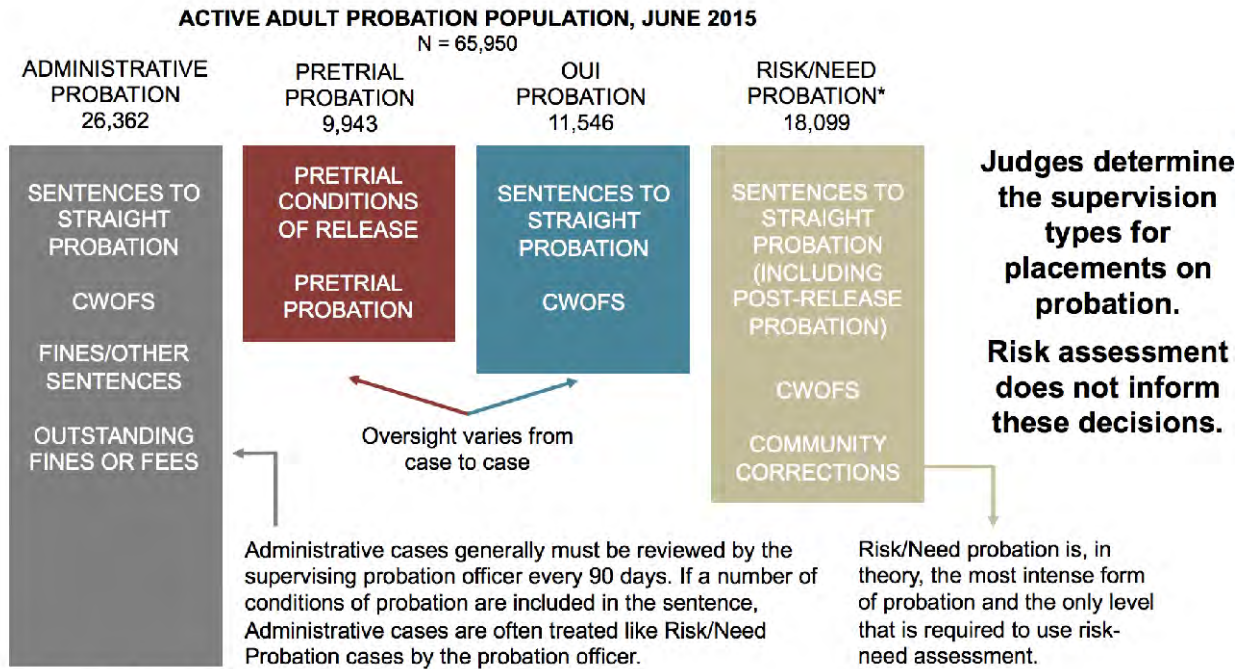 ACTIVE ADULT PROBATION POPULATION, JUNE 2015
N = 65,950
ADMINISTRATIVE
PROBATION
26,362
PRETRIAL
PROBATION
9,943
OUI
PROBATION
11,546
RISK/NEED
PROBATION*
18,099
SENTENCES TO
STRAIGHT
PROBATION
CWOFS
FINES/OTHER
SENTENCES
OUTSTANDING
FINES OR FEES
PRETRIAL
CONDITIONS
OF RELEASE
PRETRIAL
PROBATION
SENTENCES TO
STRAIGHT
PROBATION
CWOFS
SENTENCES TO
STRAIGHT
PROBATION
(INCLUDING
POST-RELEASE
PROBATION)
CWOFS
COMMUNITY
CORRECTIONS
Judges determine
the supervision
types for
placements on
probation.
Risk assessment
does not inform
these decisions.
Oversight varies from
case to case
Administrative cases generally must be reviewed by the
supervising probation officer every 90 days. If a number of
conditions of probation are included in the sentence,
Administrative cases are often treated like Risk/Need
Probation cases by the probation officer.
Risk/Need probation is, in
theory, the most intense form
of probation and the only level
that is required to use risk-
need assessment.